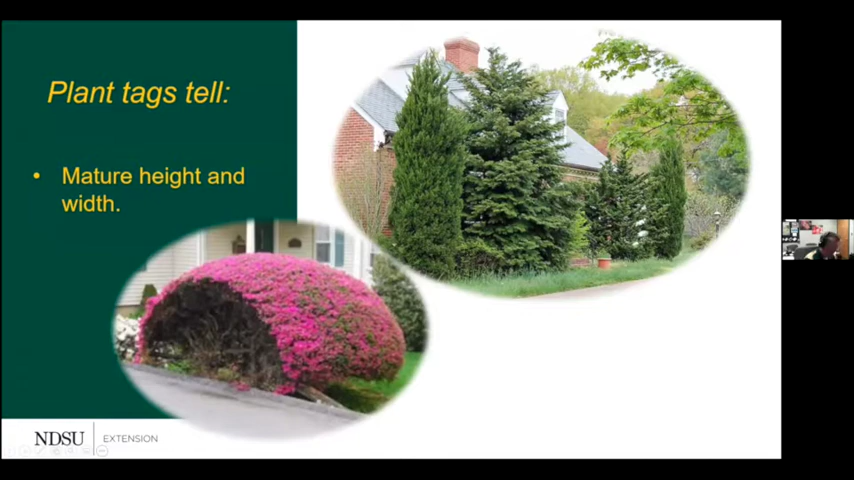 Plant tags tell:
• Mature height and
width.
NDSU EXTENSION